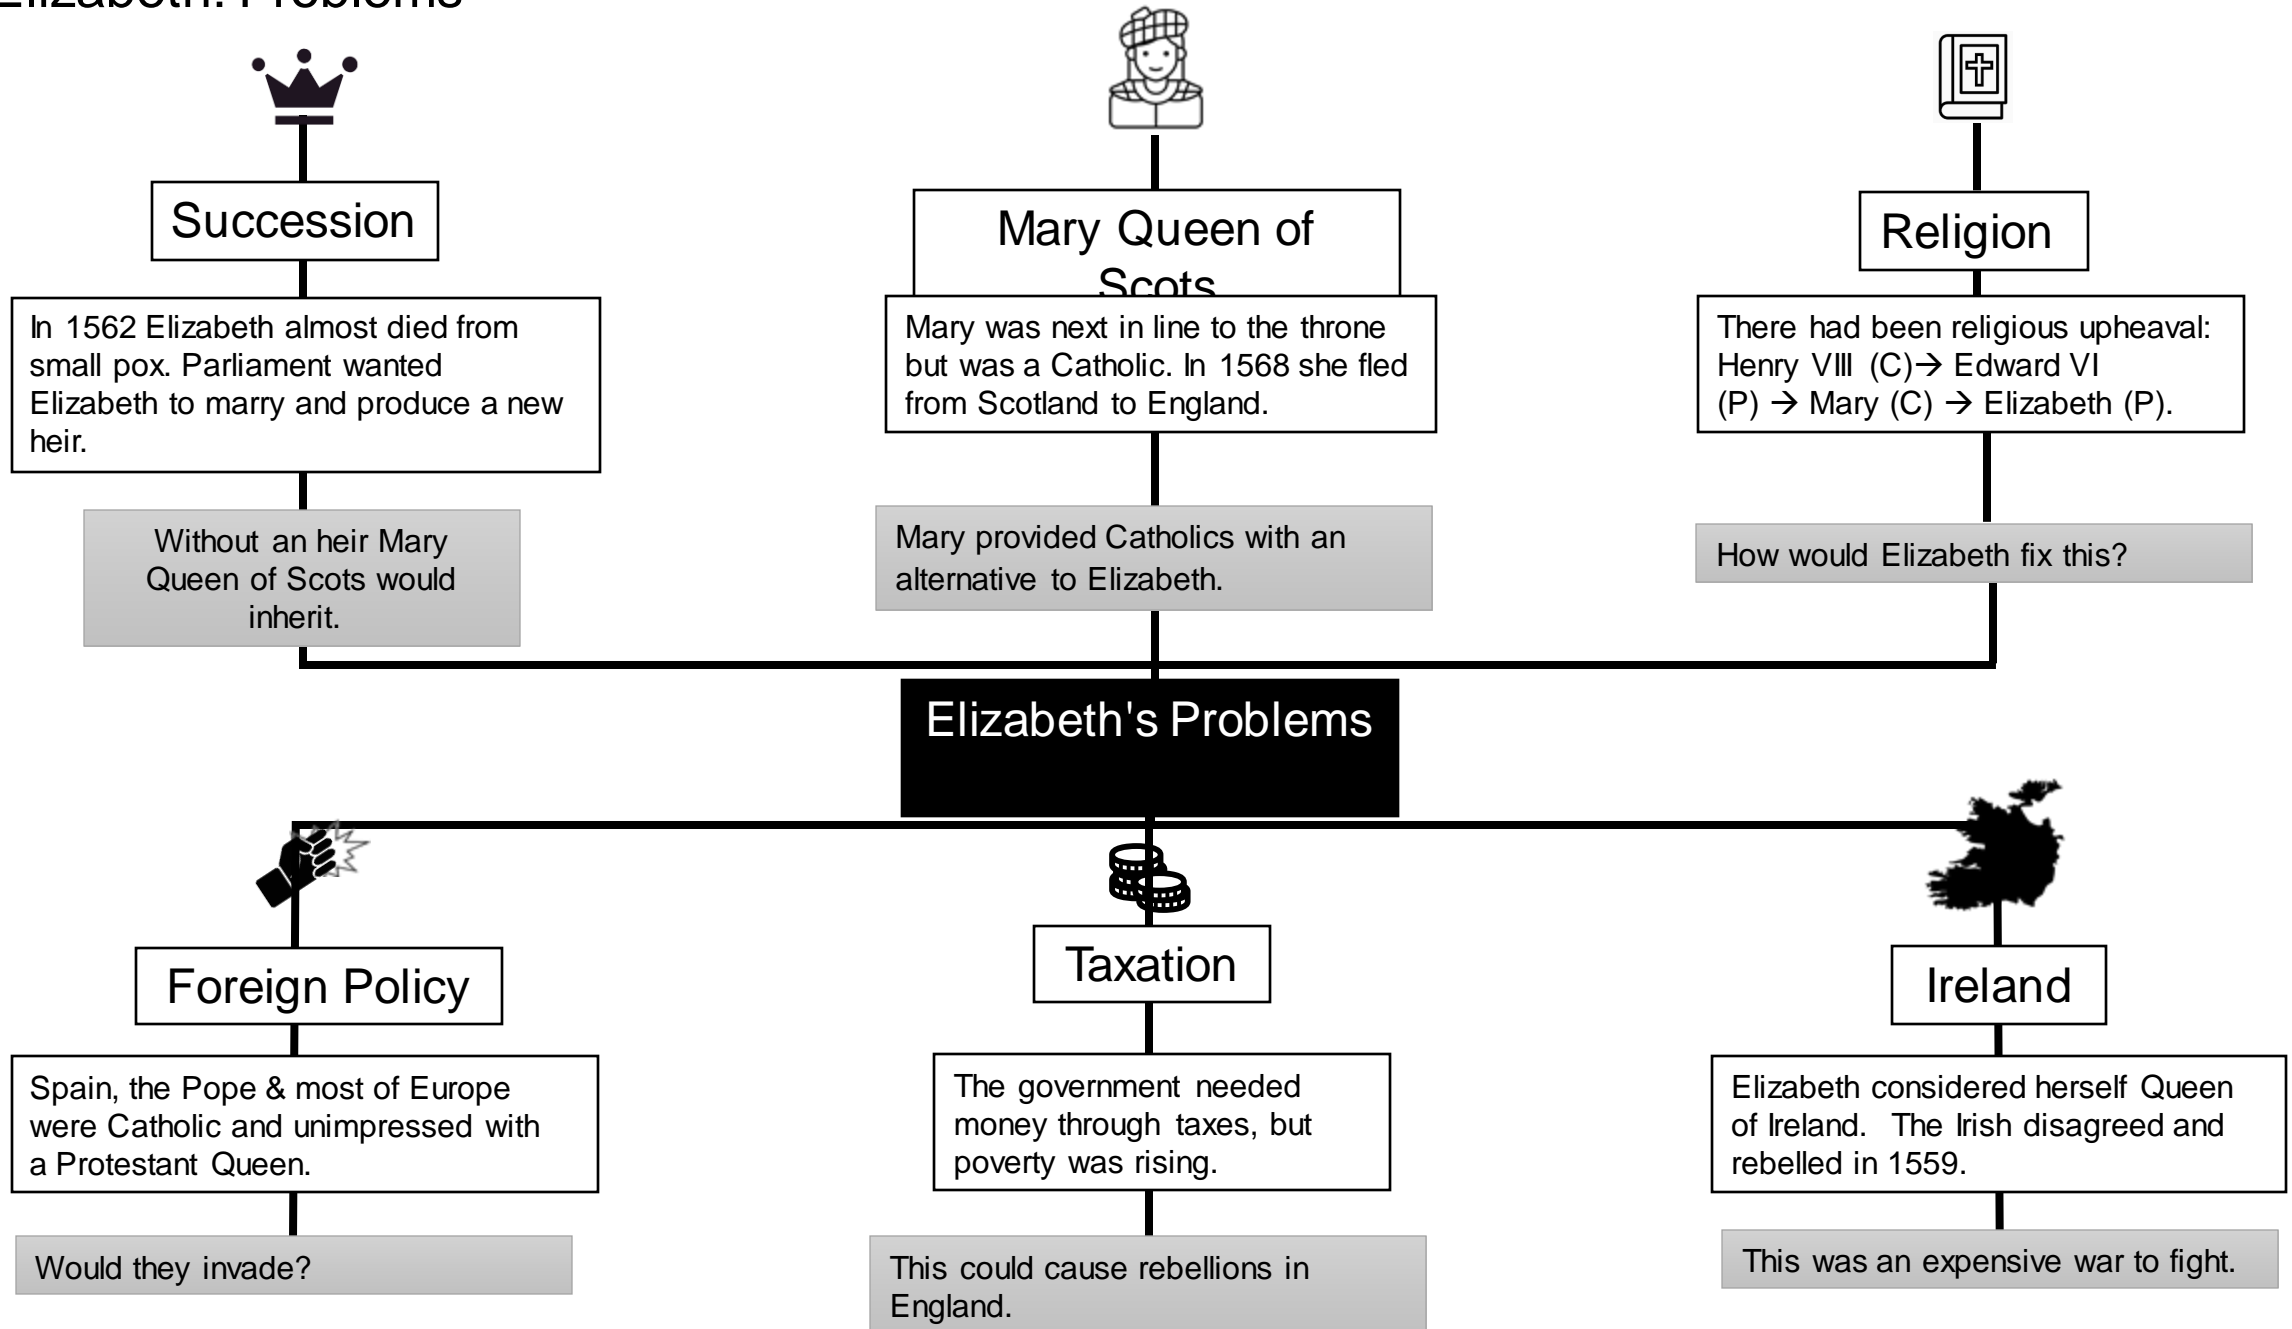 Elizabeth: Problems
Succession
In 1562 Elizabeth almost died from
small pox. Parliament wanted
Elizabeth to marry and produce a new
heir.
Without an heir Mary
Queen of Scots would
inherit.
Mary Queen of
Scots
Mary was next in line to the throne
but was a Catholic. In 1568 she fled
from Scotland to England.
Mary provided Catholics with an
alternative to Elizabeth.
Religion
There had been religious upheaval:
Henry VIII (C)→ Edward VI
(P) → Mary (C) → Elizabeth (P).
How would Elizabeth fix this?
Elizabeth's Problems
Foreign Policy
Spain, the Pope & most of Europe
were Catholic and unimpressed with
a Protestant Queen.
Would they invade?
Taxation
The government needed
money through taxes, but
poverty was rising.
This could cause rebellions in
England.
Ireland
Elizabeth considered herself Queen
of Ireland. The Irish disagreed and
rebelled in 1559.
This was an expensive war to fight.